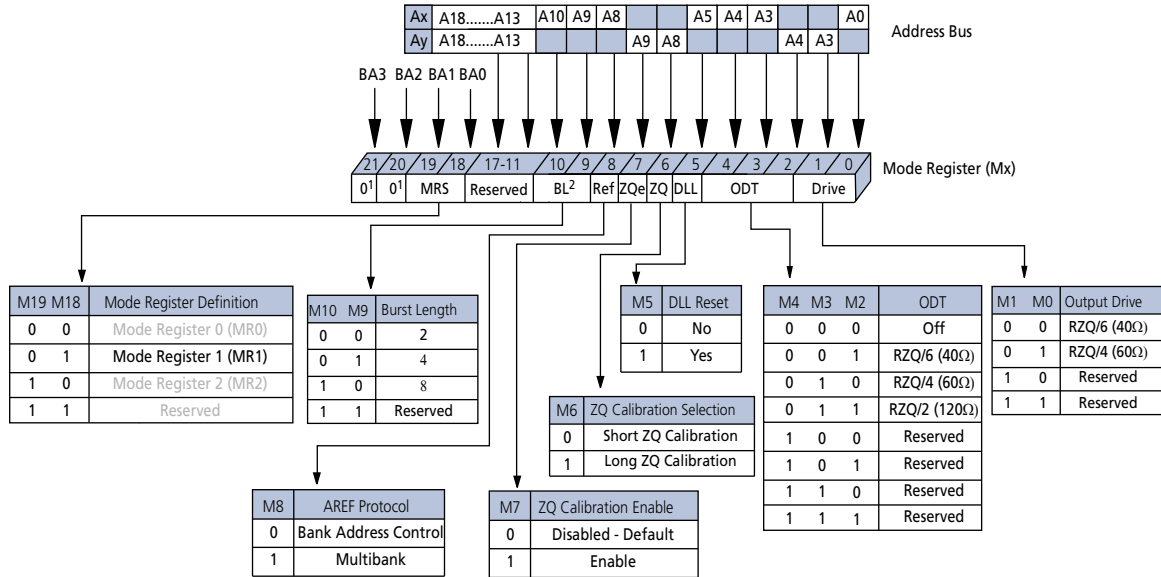 Ax A18.......A13 A10 A9 A8 A5 A4 A3 A0
Address Bus
Ay A18.......A13 A9 A8 A4 A3
BA3 BA2 BA1 BA0
21 20 19 18 17-11 10 9 8 7 6 5 4 3 2 1 0
Mode Register (Mx)
0¹ 0¹ MRS Reserved BL² Ref ZQe ZQ DLL ODT Drive
M19 M18 Mode Register Definition
0 0 Mode Register 0 (MR0)
0 1 Mode Register 1 (MR1)
1 0 Mode Register 2 (MR2)
1 1 Reserved
M10 M9 Burst Length
0 0 2
0 1 4
1 0 8
1 1 Reserved
M5 DLL Reset
0 No
1 Yes
M4 M3 M2 ODT
0 0 0 Off
0 0 1 RZQ/6 (40Ω)
0 1 0 RZQ/4 (60Ω)
0 1 1 RZQ/2 (120Ω)
1 0 0 Reserved
1 0 1 Reserved
1 1 0 Reserved
1 1 1 Reserved
M1 M0 Output Drive
0 0 RZQ/6 (40Ω)
0 1 RZQ/4 (60Ω)
1 0 Reserved
1 1 Reserved
M6 ZQ Calibration Selection
0 Short ZQ Calibration
1 Long ZQ Calibration
M8 AREF Protocol
0 Bank Address Control
1 Multibank
M7 ZQ Calibration Enable
0 Disabled - Default
1 Enable